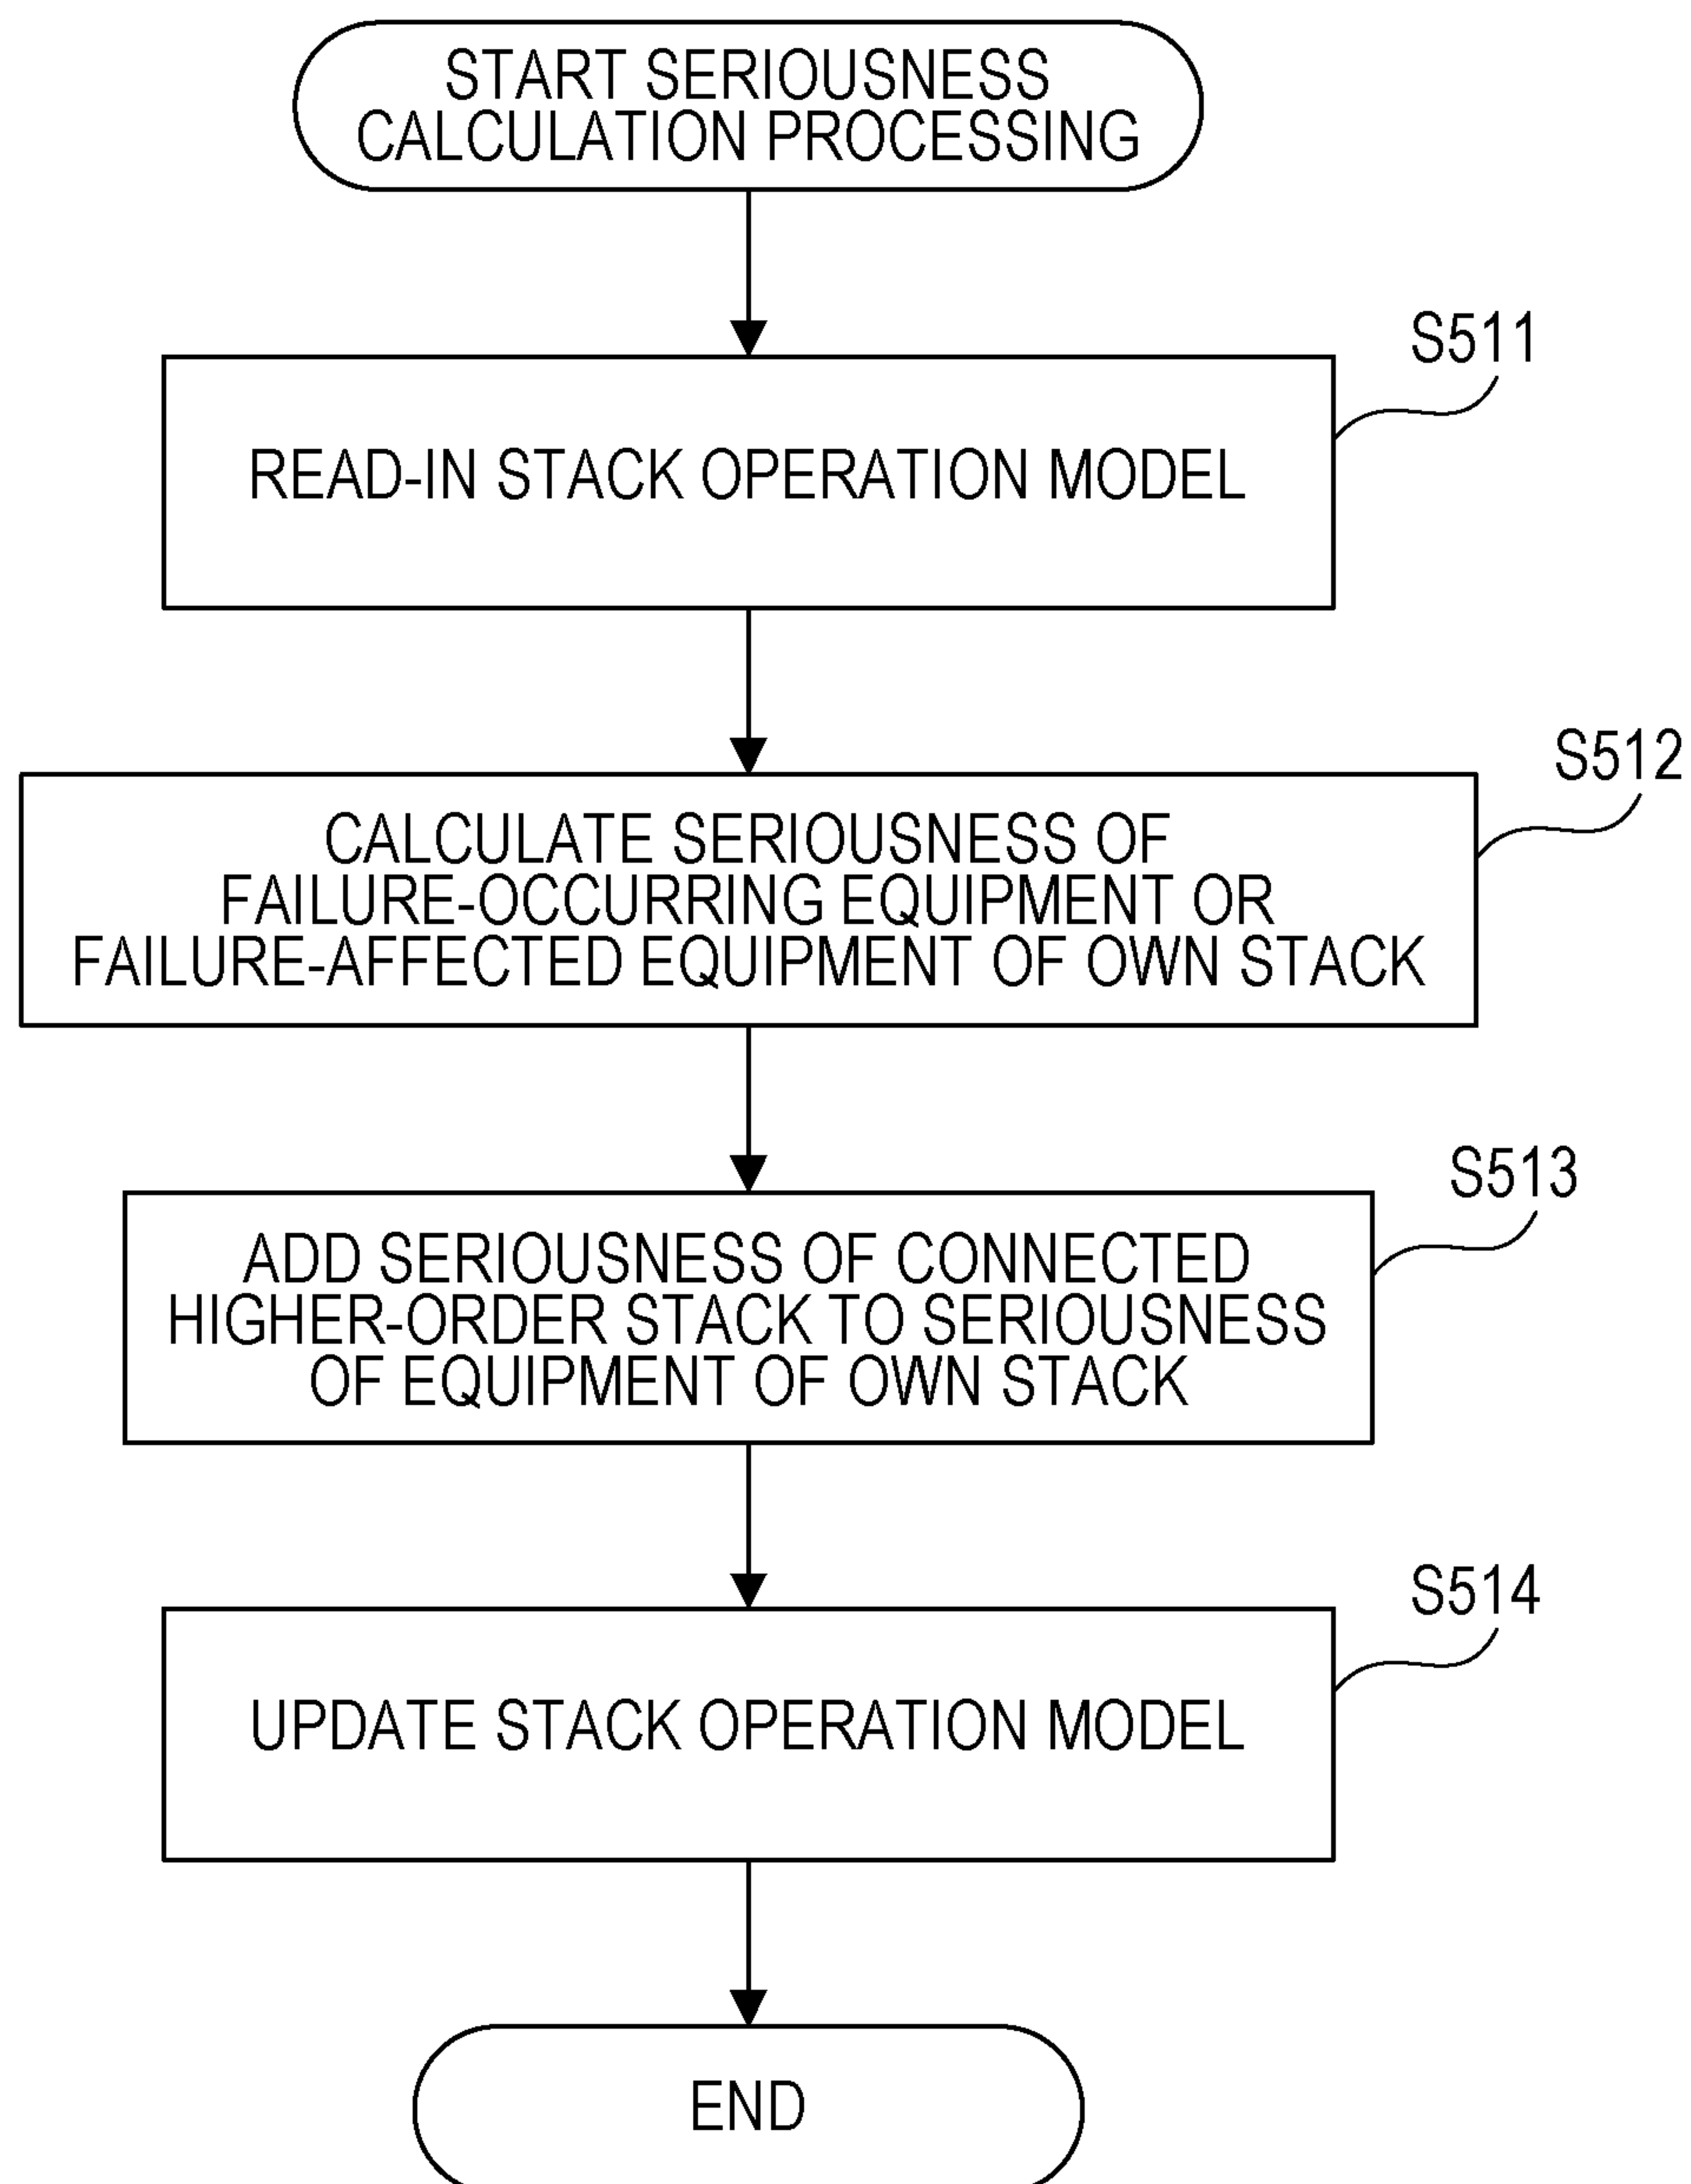 START SERIOUSNESS
CALCULATION PROCESSING
S511
READ-IN STACK OPERATION MODEL
S512
CALCULATE SERIOUSNESS OF
FAILURE-OCCURRING EQUIPMENT OR
FAILURE-AFFECTED EQUIPMENT OF OWN STACK
S513
ADD SERIOUSNESS OF CONNECTED
HIGHER-ORDER STACK TO SERIOUSNESS
OF EQUIPMENT OF OWN STACK
S514
UPDATE STACK OPERATION MODEL
END